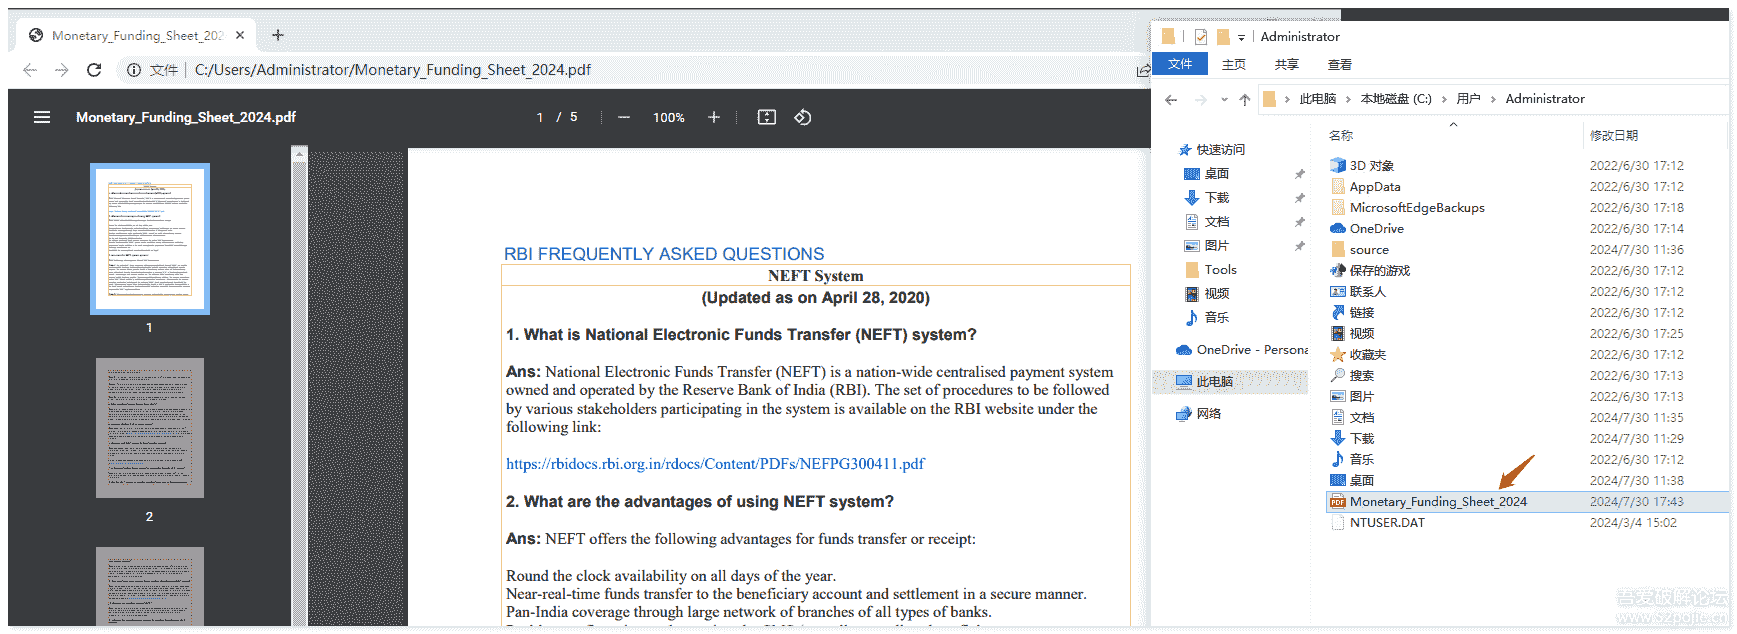 Monetary_Funding_Sheet_202
文件 C:/Users/Administrator/Monetary_Funding_Sheet_2024.pdf
Monetary_Funding_Sheet_2024.pdf
1 / 5
100%
1
2
RBI FREQUENTLY ASKED QUESTIONS
NEFT System
(Updated as on April 28, 2020)
1. What is National Electronic Funds Transfer (NEFT) system?
Ans: National Electronic Funds Transfer (NEFT) is a nation-wide centralised payment system
owned and operated by the Reserve Bank of India (RBI). The set of procedures to be followed
by various stakeholders participating in the system is available on the RBI website under the
following link:
https://rbidocs.rbi.org.in/rdocs/Content/PDFs/NEFPG300411.pdf
2. What are the advantages of using NEFT system?
Ans: NEFT offers the following advantages for funds transfer or receipt:
Round the clock availability on all days of the year.
Near-real-time funds transfer to the beneficiary account and settlement in a secure manner.
Pan-India coverage through large network of branches of all types of banks.
Administrator
文件 主页 共享 查看
此电脑 › 本地磁盘 (C:) › 用户 › Administrator
快速访问
桌面
下载
文档
图片
Tools
视频
音乐
OneDrive - Persona
此电脑
网络
名称 修改日期
3D 对象 2022/6/30 17:12
AppData 2022/6/30 17:12
MicrosoftEdgeBackups 2022/6/30 17:18
OneDrive 2022/6/30 17:14
source 2024/7/30 11:36
保存的游戏 2022/6/30 17:12
联系人 2022/6/30 17:12
链接 2022/6/30 17:12
视频 2022/6/30 17:25
收藏夹 2022/6/30 17:12
搜索 2022/6/30 17:13
图片 2022/6/30 17:13
文档 2024/7/30 11:35
下载 2024/7/30 11:29
音乐 2022/6/30 17:12
桌面 2024/7/30 11:38
Monetary_Funding_Sheet_2024 2024/7/30 17:43
NTUSER.DAT 2024/3/4 15:02
吾爱破解论坛
www.52pojie.cn